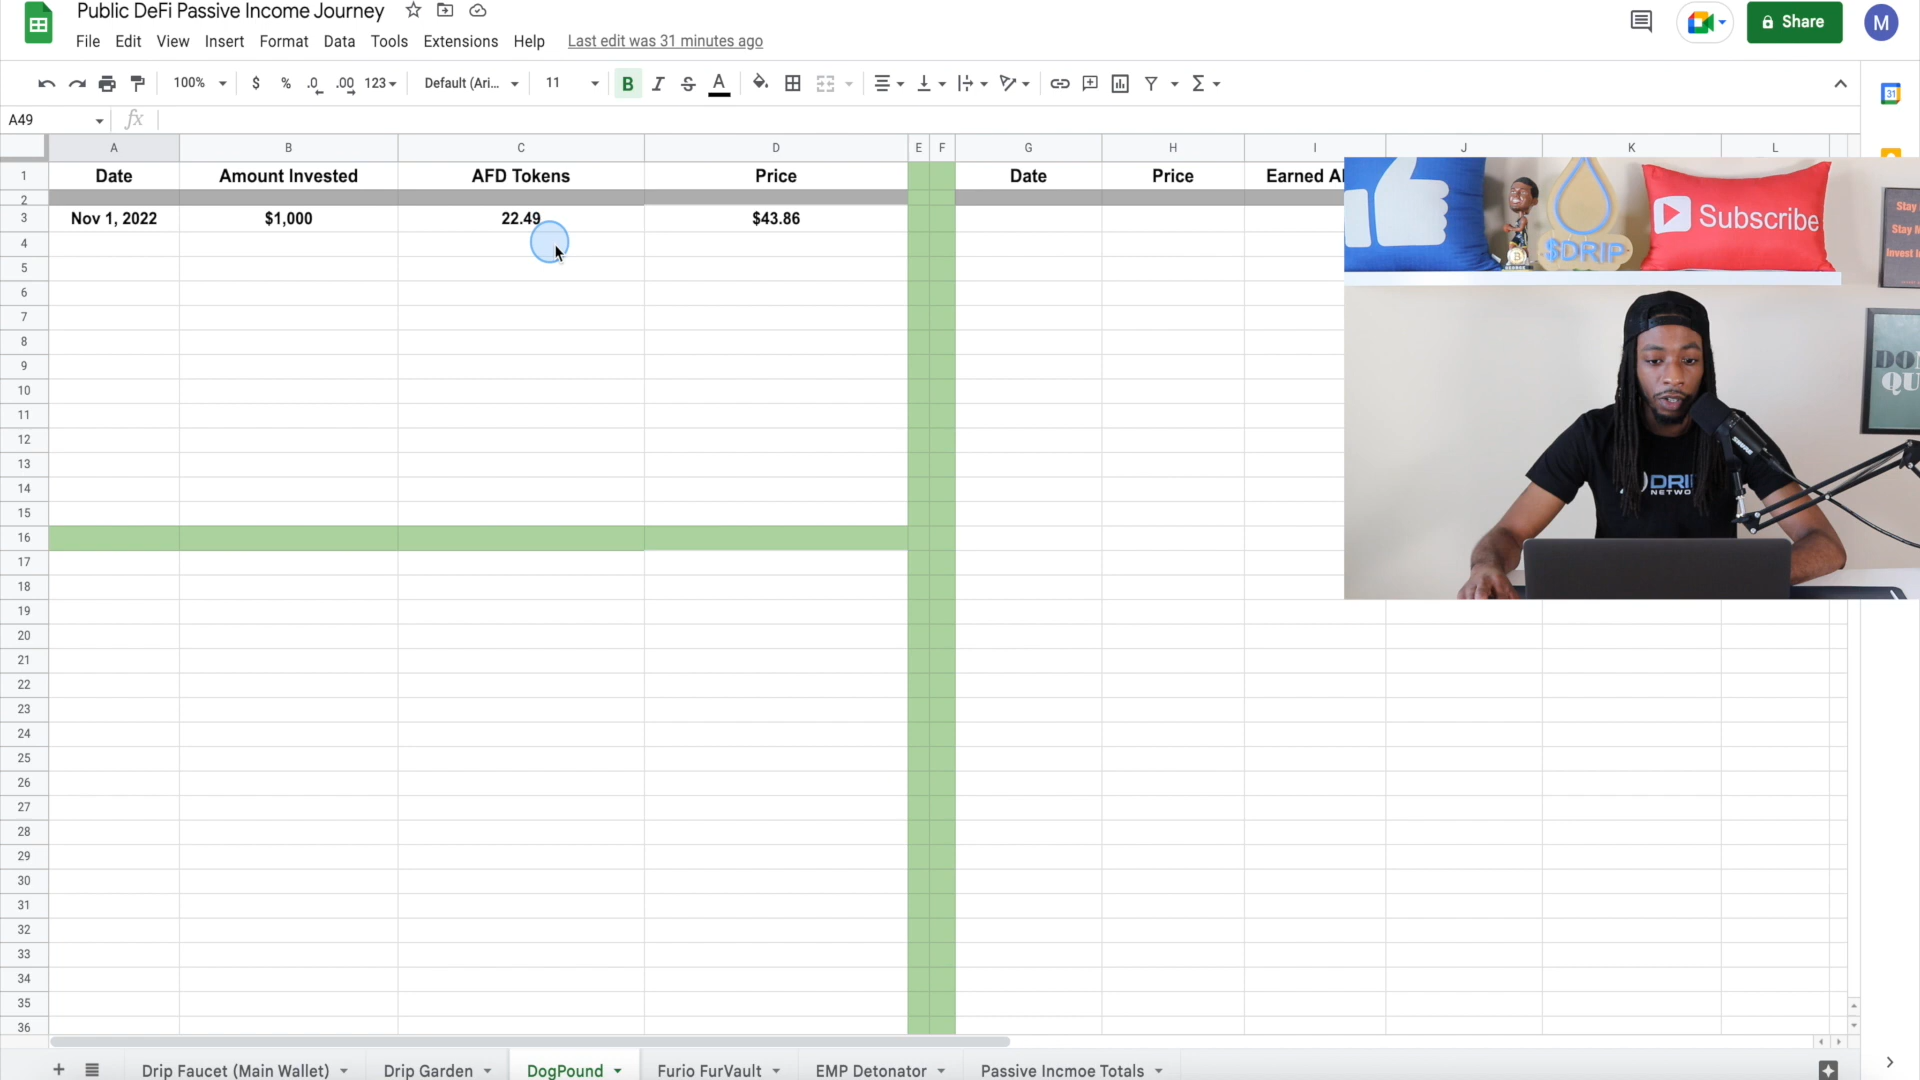 Public DeFi Passive Income Journey
File Edit View Insert Format Data Tools Extensions Help Last edit was 31 minutes ago
Share
M
100% $ % .0 .00 123 Default (Ari... 11 B I S A
31
A49 fx
A B C D E F G H I J K L
1 Date Amount Invested AFD Tokens Price Date Price Earned
2
3 Nov 1, 2022 $1,000 22.49 $43.86
4
5
6
7
8
9
10
11
12
13
14
15
16
17
18
19
20
21
22
23
24
25
26
27
28
29
30
31
32
33
34
35
36
Subscribe
$DRIP
B
Stay
Stay
Invest
QU
Drip Faucet (Main Wallet) Drip Garden DogPound Furio FurVault EMP Detonator Passive Incmoe Totals